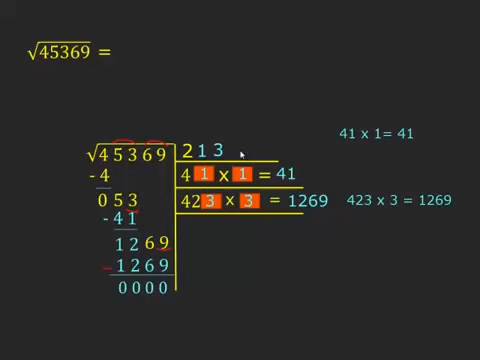 √45369 =
√4 5 3 6 9 2 1 3
41 x 1= 41
- 4 4 1 x 1 = 41
0 5 3 42 3 x 3 = 1269
423 x 3 = 1269
- 4 1
1 2 6 9
- 1 2 6 9
0 0 0 0